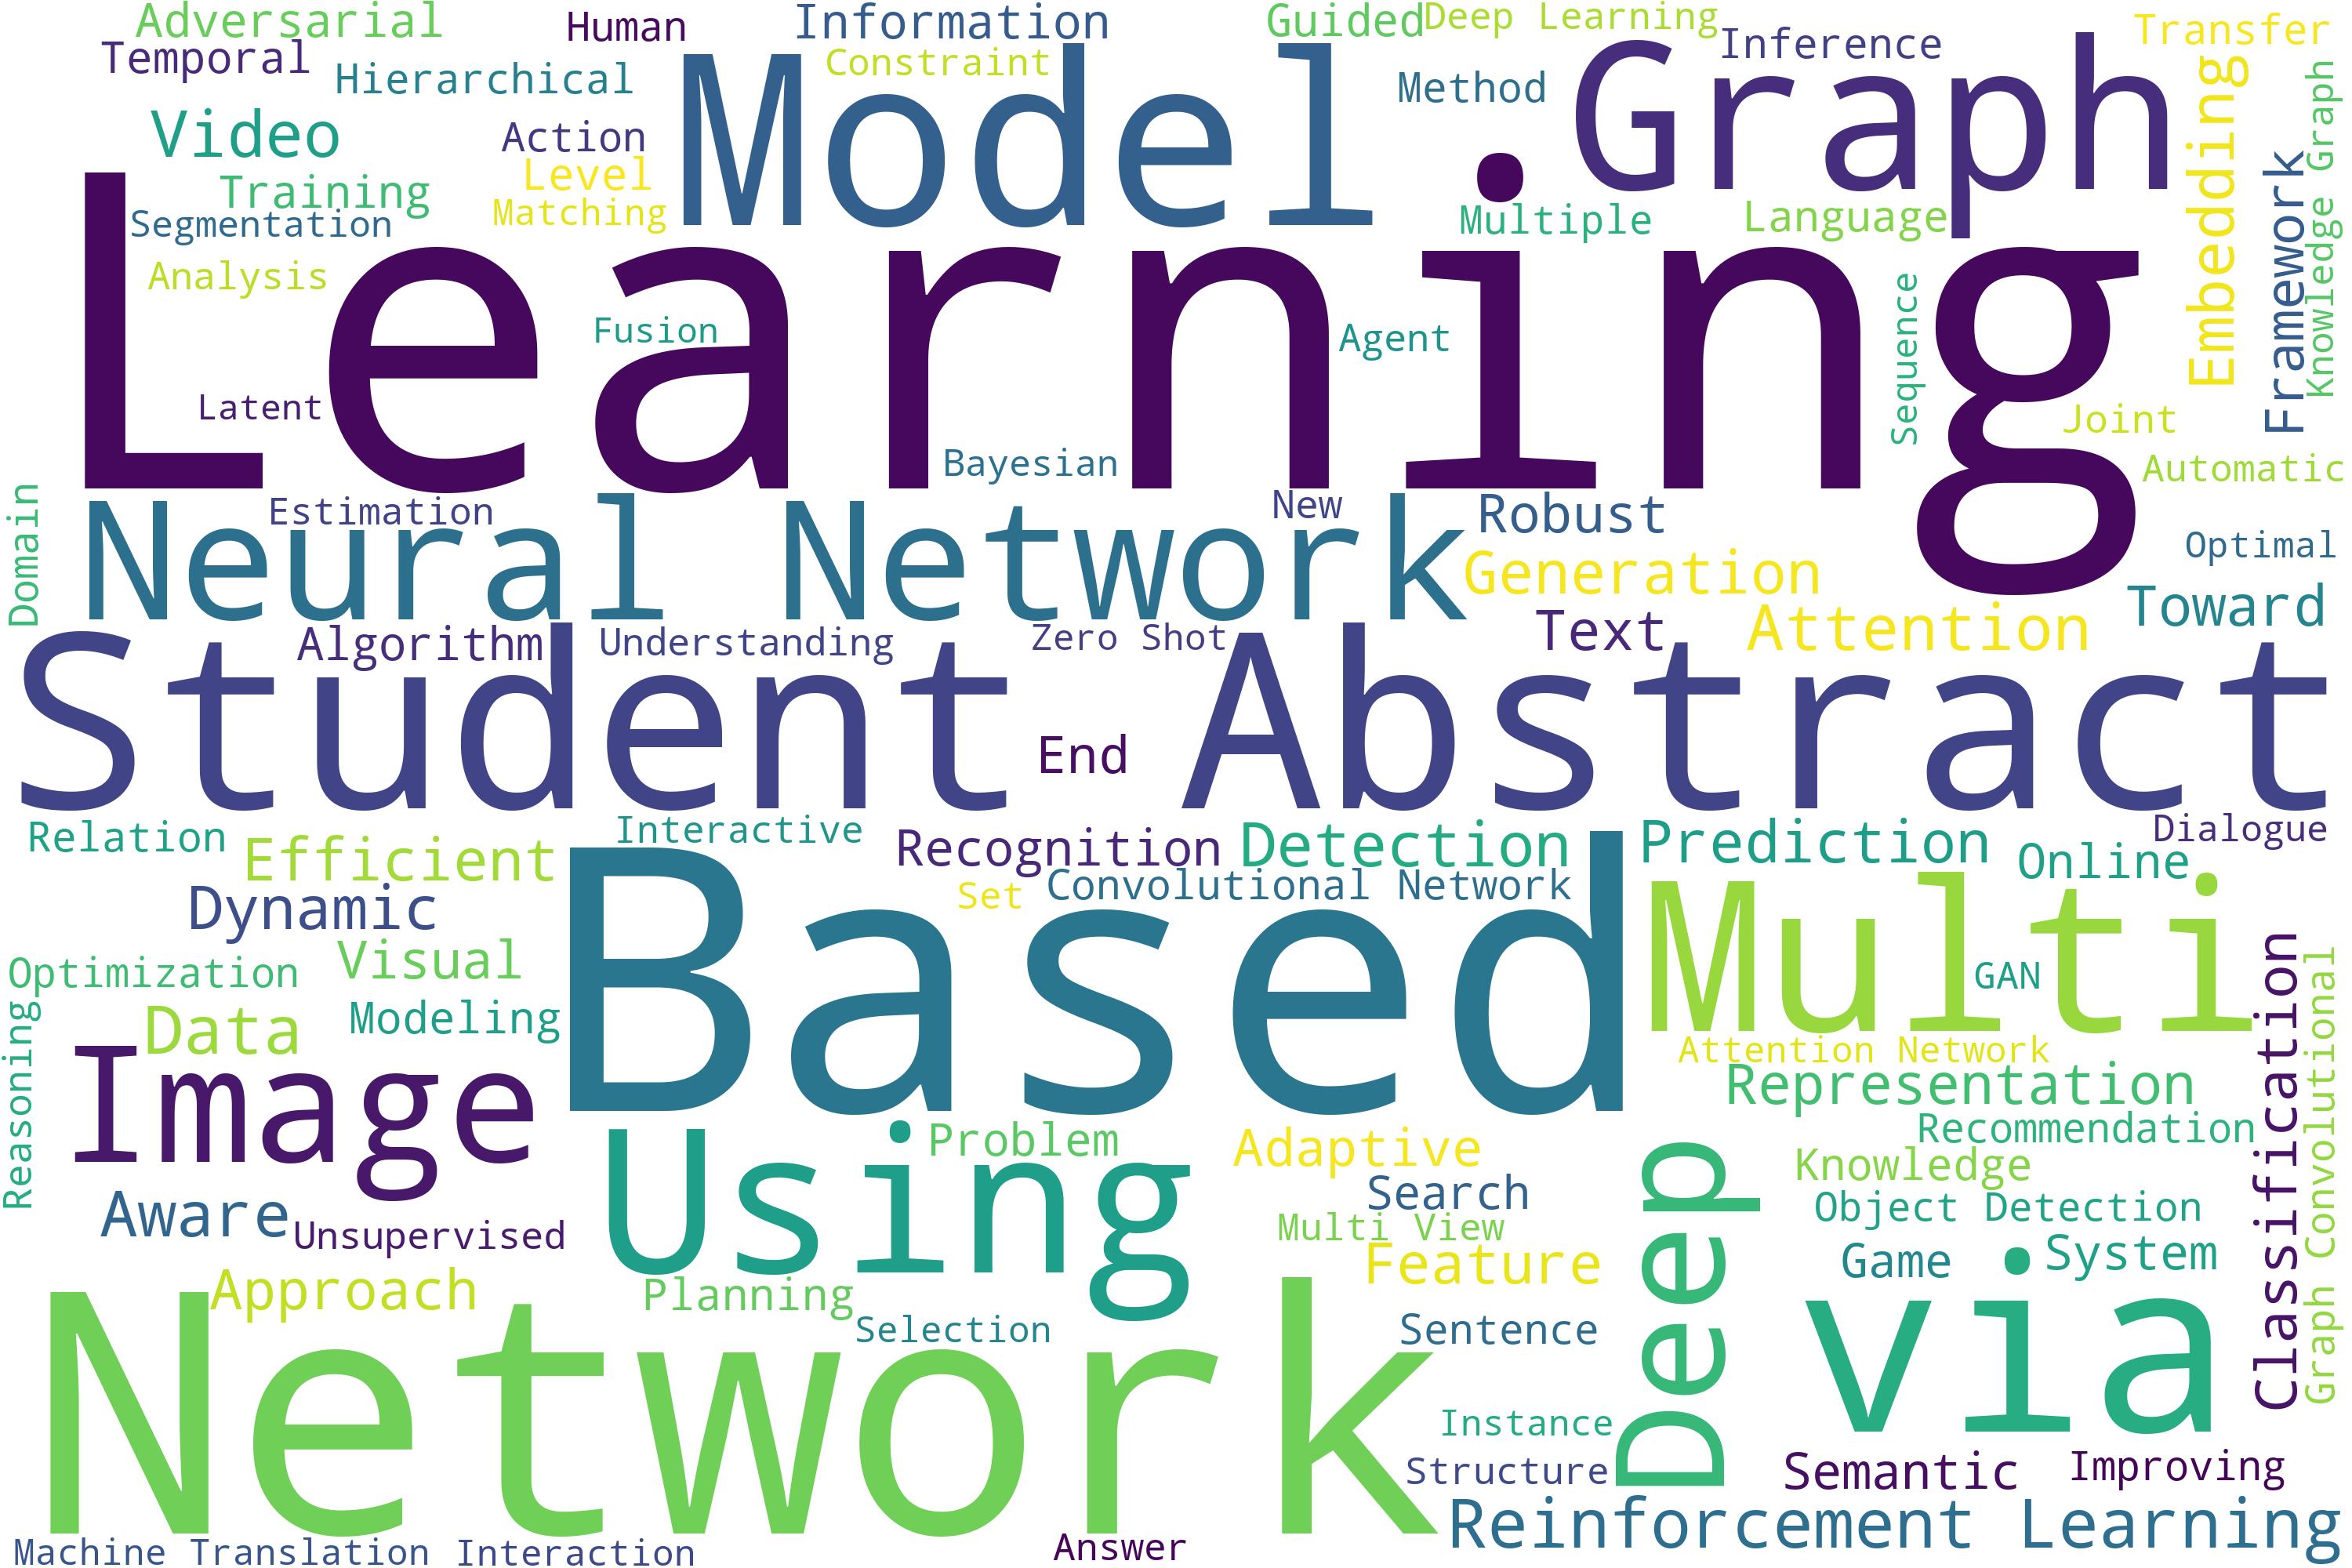 Adversarial
Human
Information
Guided
Deep Learning
Transfer
Temporal
Hierarchical
Constraint
Inference
Method
Model
Graph
Video
Action
Level
Training
Matching
Segmentation
Multiple
Language
Embedding
Framework
Knowledge Graph
Analysis
Learning
Fusion
Agent
Sequence
Latent
Joint
Bayesian
Automatic
Domain
Estimation
New
Robust
Neural Network
Optimal
Generation
Toward
Algorithm
Understanding
Zero Shot
Text
Attention
Student Abstract
End
Relation
Efficient
Interactive
Recognition
Detection
Prediction
Dialogue
Online
Dynamic
Set
Convolutional Network
Based
Multi
Optimization
Visual
GAN
Classification
Graph Convolutional
Reasoning
Data
Modeling
Attention Network
Image
Representation
Using
Problem
Adaptive
Recommendation
Deep
Knowledge
Aware
Unsupervised
Search
Object Detection
Multi View
Feature
Game
System
Approach
Planning
via
Network
Selection
Sentence
Instance
Structure
Semantic
Improving
Reinforcement Learning
Machine Translation
Interaction
Answer